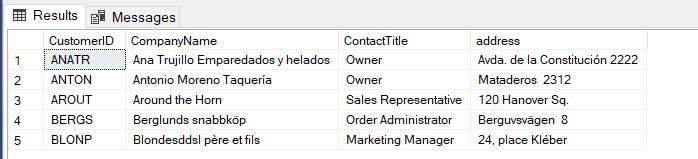 Results Messages
CustomerID CompanyName ContactTitle address
1 ANATR Ana Trujillo Emparedados y helados Owner Avda. de la Constitución 2222
2 ANTON Antonio Moreno Taquería Owner Mataderos 2312
3 AROUT Around the Horn Sales Representative 120 Hanover Sq.
4 BERGS Berglunds snabbköp Order Administrator Berguvsvägen 8
5 BLONP Blondesddsl père et fils Marketing Manager 24, place Kléber